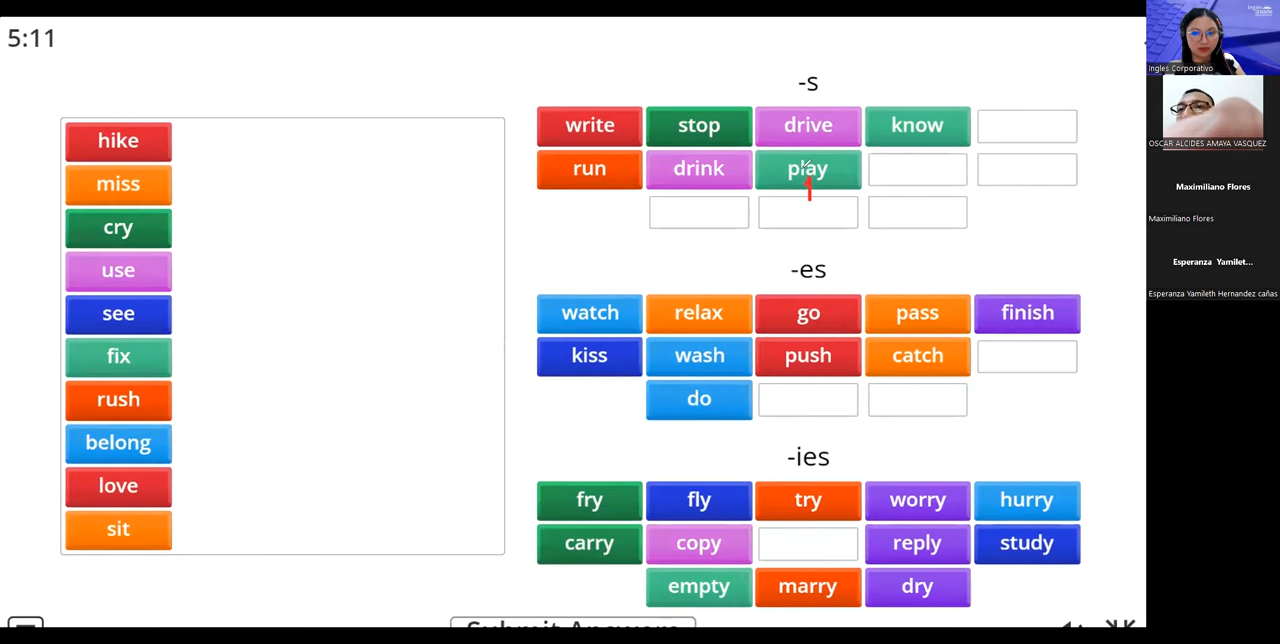 5:11
hike
miss
cry
use
see
fix
rush
belong
love
sit
-s
write stop drive know
run drink play
-es
watch relax go pass finish
kiss wash push catch
do
-ies
fry fly try worry hurry
carry copy reply study
empty marry dry
Submit Answers
Ingles Corporativo
OSCAR ALCIDES AMAYA VASQUEZ
Maximiliano Flores
Maximiliano Flores
Esperanza Yamilet...
Esperanza Yamileth Hernandez cañas